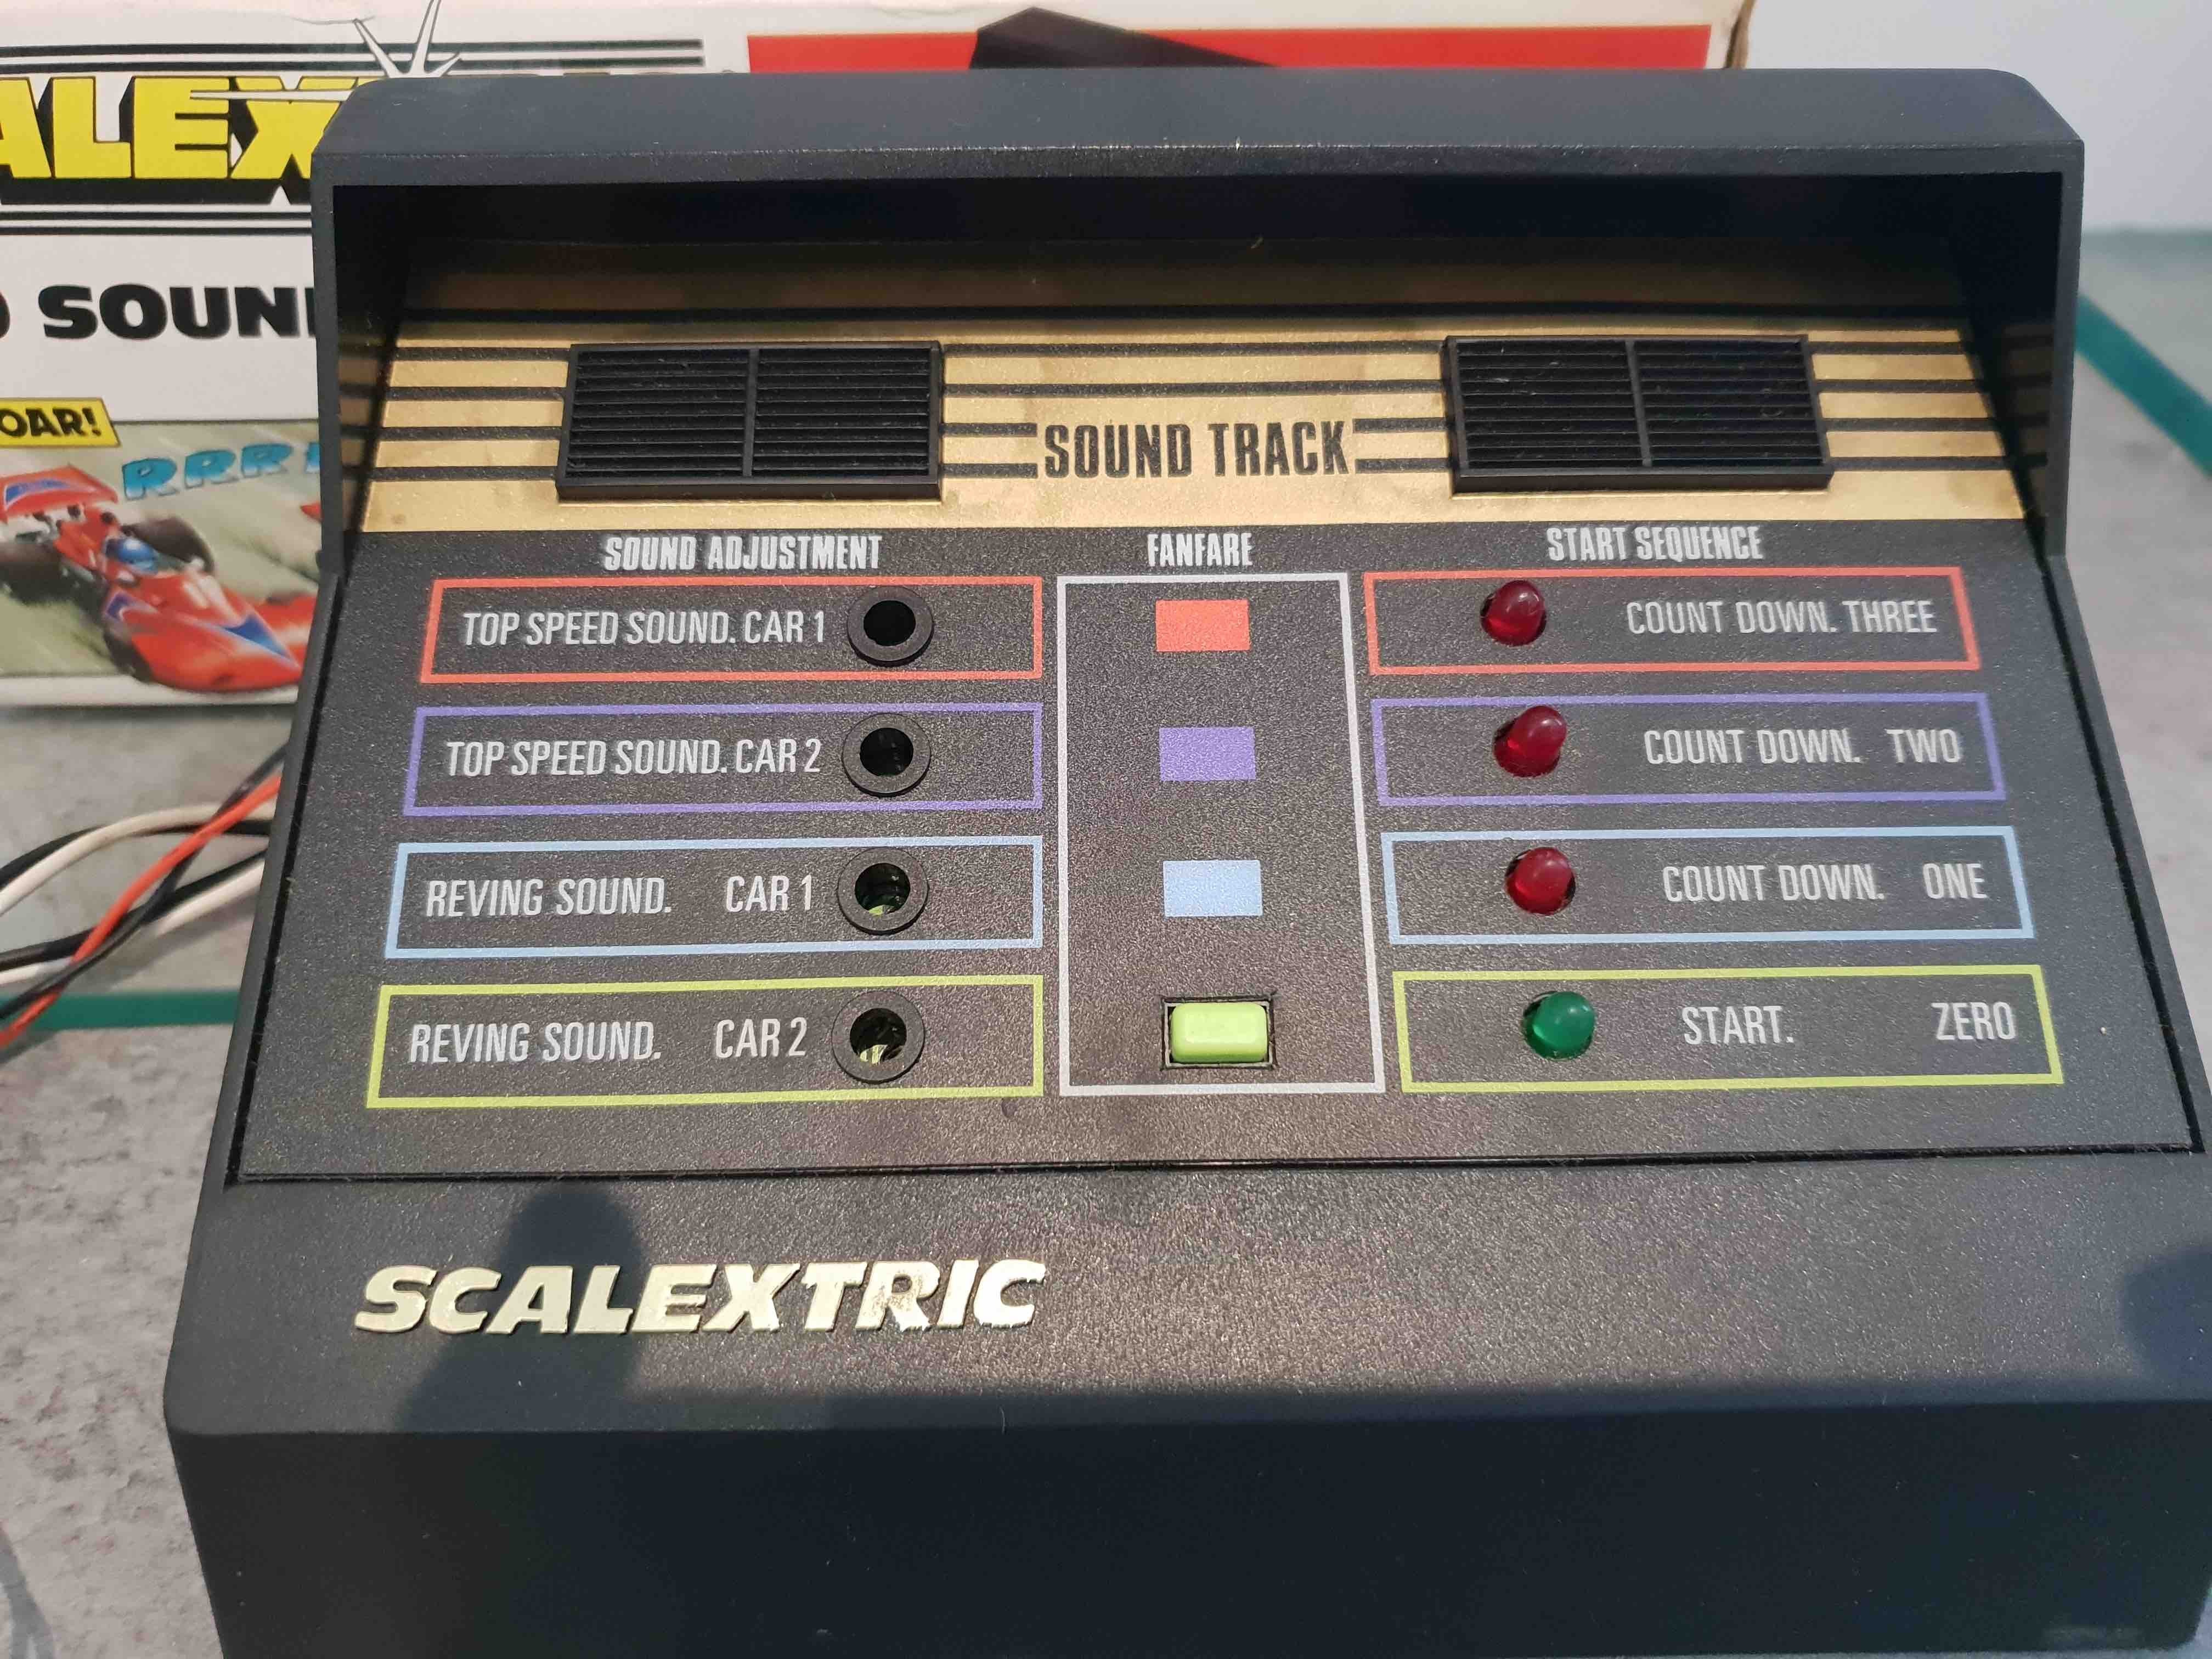 ALEX
SOUN
OAR!
RRR
SOUND TRACK
SOUND ADJUSTMENT
FANFARE
START SEQUENCE
TOP SPEED SOUND. CAR 1
COUNT DOWN. THREE
TOP SPEED SOUND. CAR 2
COUNT DOWN. TWO
REVING SOUND. CAR 1
COUNT DOWN. ONE
REVING SOUND. CAR 2
START. ZERO
SCALEXTRIC